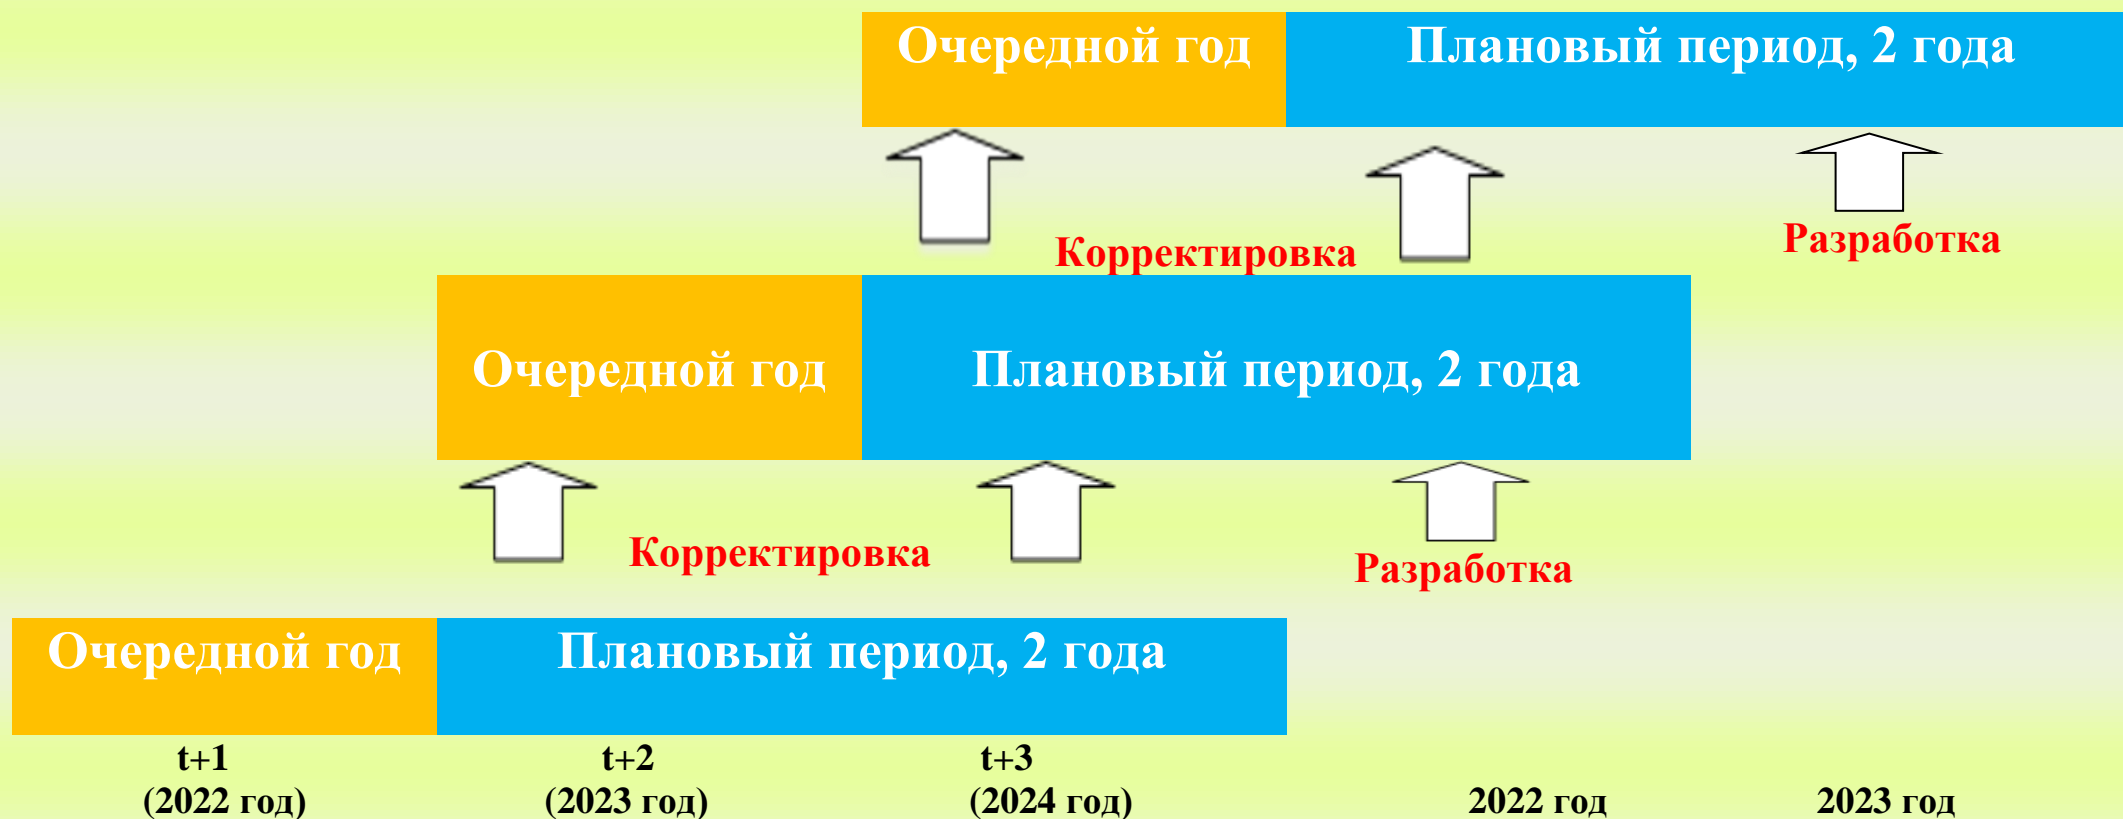 Очередной год
Плановый период, 2 года
Корректировка
Разработка
Очередной год
Плановый период, 2 года
Корректировка
Разработка
Очередной год
Плановый период, 2 года
t+1
t+2
t+3
(2022 год)
(2023 год)
(2024 год)
2022 год
2023 год